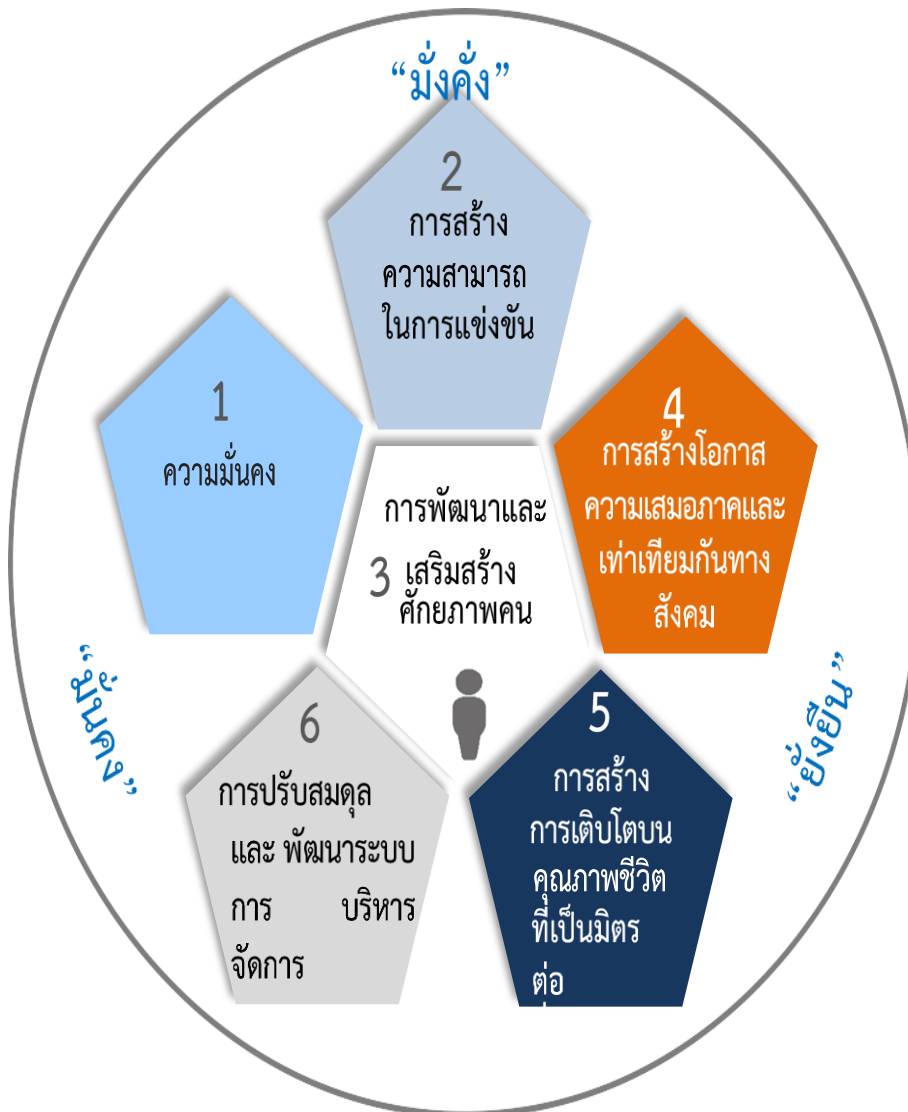 “มั่งคั่ง”
2
การสร้าง
ความสามารถ
ในการแข่งขัน
1
ความมั่นคง
4
การสร้างโอกาส
ความเสมอภาคและ
เท่าเทียมกันทาง
สังคม
การพัฒนาและ
3 เสริมสร้าง
ศักยภาพคน
“มั่นคง”
“ยั่งยืน”
6
การปรับสมดุล
และ พัฒนาระบบ
การ บริหาร
จัดการ
5
การสร้าง
การเติบโตบน
คุณภาพชีวิต
ที่เป็นมิตร
ต่อ